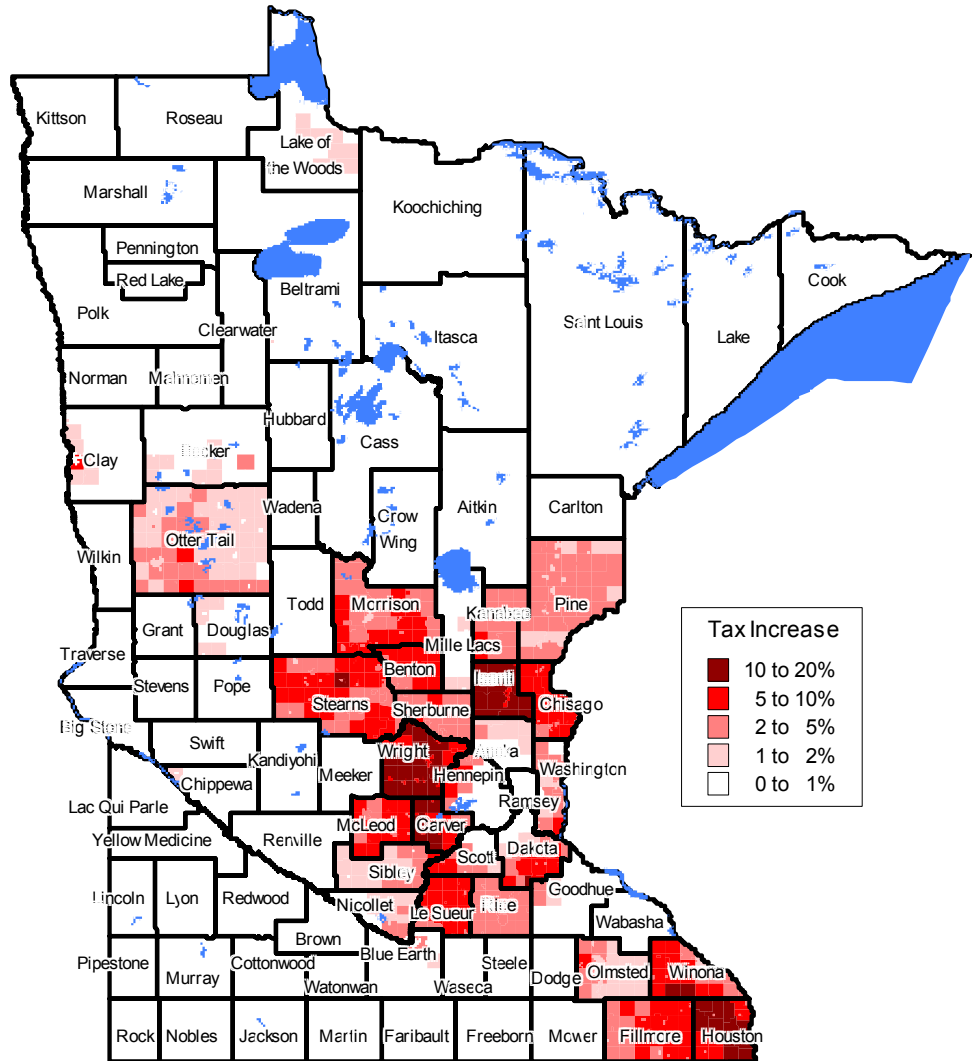 Kittson
Roseau
Lake of
the Woods
Marshall
Koochiching
Pennington
Red Lake
Polk
Beltrami
Clearwater
Cook
Saint Louis
Lake
Itasca
Norman
Mahnomen
Hubbard
Cass
Clay
Becker
Wadena
Crow
Wing
Aitkin
Carlton
Otter Tail
Wilkin
Todd
Morrison
Kanabec
Pine
Grant
Douglas
Mille Lacs
Traverse
Benton
Stevens
Pope
Stearns
Sherburne
Isanti
Chisago
Big Stone
Swift
Kandiyohi
Meeker
Wright
Anoka
Hennepin
Washington
Chippewa
Ramsey
Lac Qui Parle
McLeod
Carver
Yellow Medicine
Renville
Scott
Dakota
Sibley
Goodhue
Lincoln
Lyon
Redwood
Nicollet
Le Sueur
Rice
Wabasha
Brown
Blue Earth
Pipestone
Murray
Cottonwood
Watonwan
Waseca
Steele
Dodge
Olmsted
Winona
Rock
Nobles
Jackson
Martin
Faribault
Freeborn
Mower
Fillmore
Houston
Tax Increase
10 to 20%
5 to 10%
2 to 5%
1 to 2%
0 to 1%